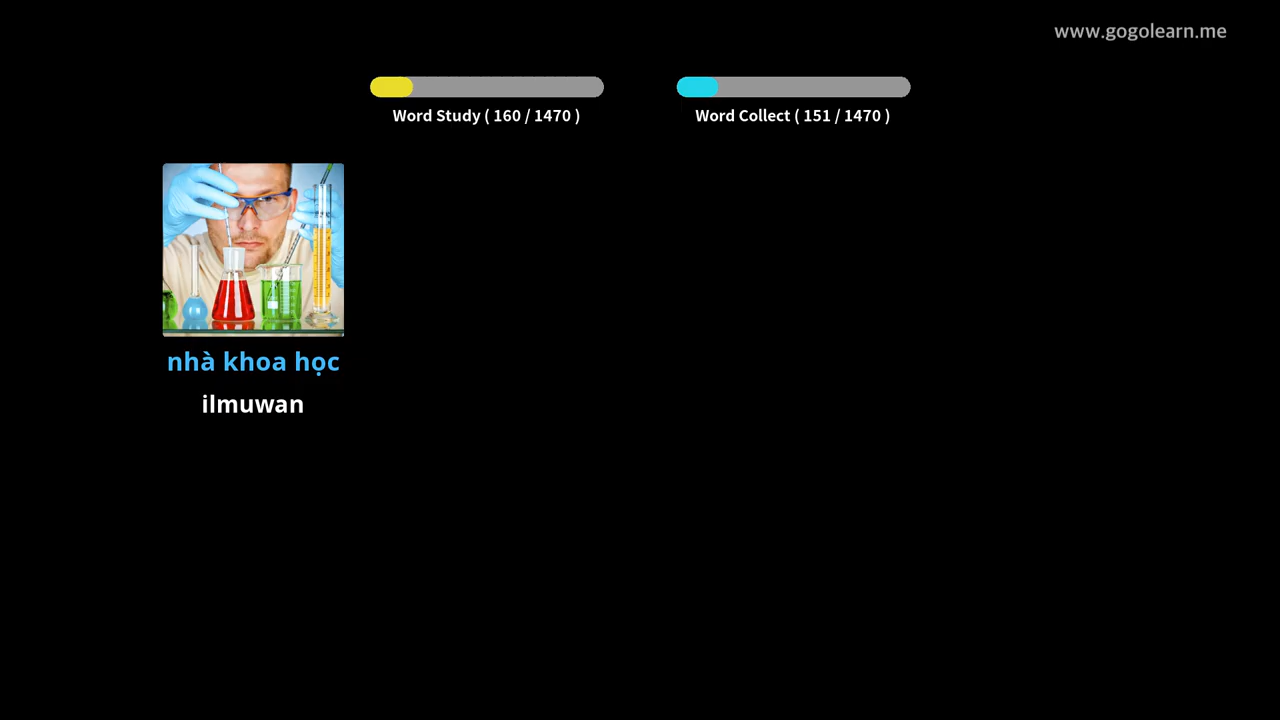 www.gogolearn.me
Word Study ( 160 / 1470 )
Word Collect ( 151 / 1470 )
nhà khoa học
ilmuwan